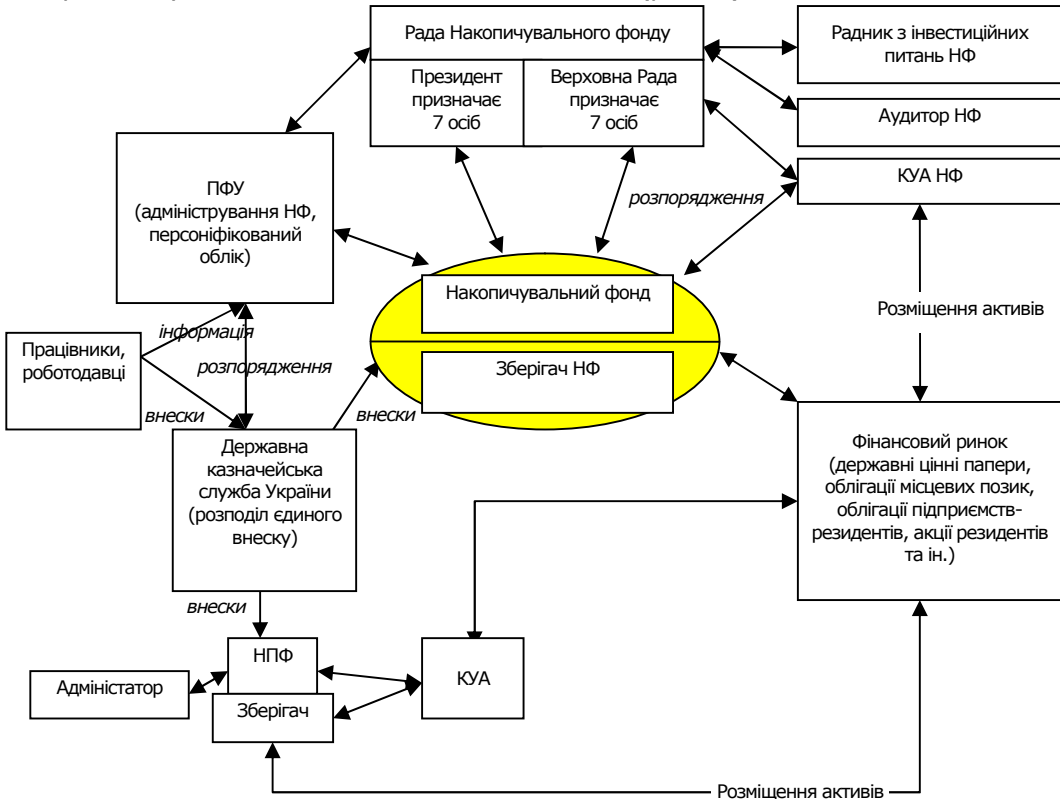 Рада Накопичувального фонду
Президент
призначає
7 осіб
Верховна Рада
призначає
7 осіб
Радник з інвестиційних
питань НФ
Аудитор НФ
КУА НФ
ПФУ
(адміністрування НФ,
персоніфікований
облік)
розпорядження
Накопичувальний фонд
Зберігач НФ
Розміщення активів
Працівники,
роботодавці
інформація
розпорядження
внески
внески
Державна
казначейська
служба України
(розподіл єдиного
внеску)
Фінансовий ринок
(державні цінні папери,
облігації місцевих позик,
облігації підприємств-
резидентів, акції резидентів
та ін.)
внески
НПФ
Зберігач
Адміністатор
КУА
Розміщення активів